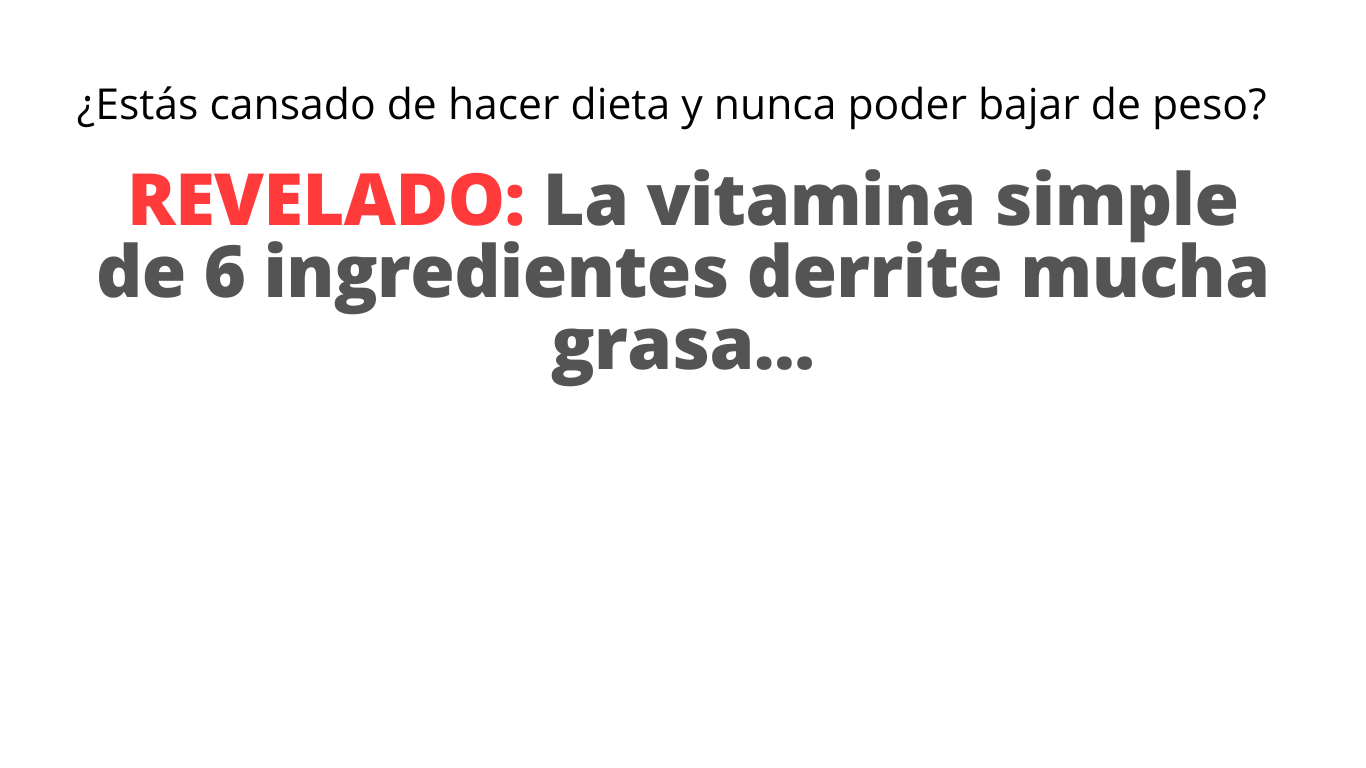 ¿Estás cansado de hacer dieta y nunca poder bajar de peso?
REVELADO: La vitamina simple
de 6 ingredientes derrite mucha
grasa...